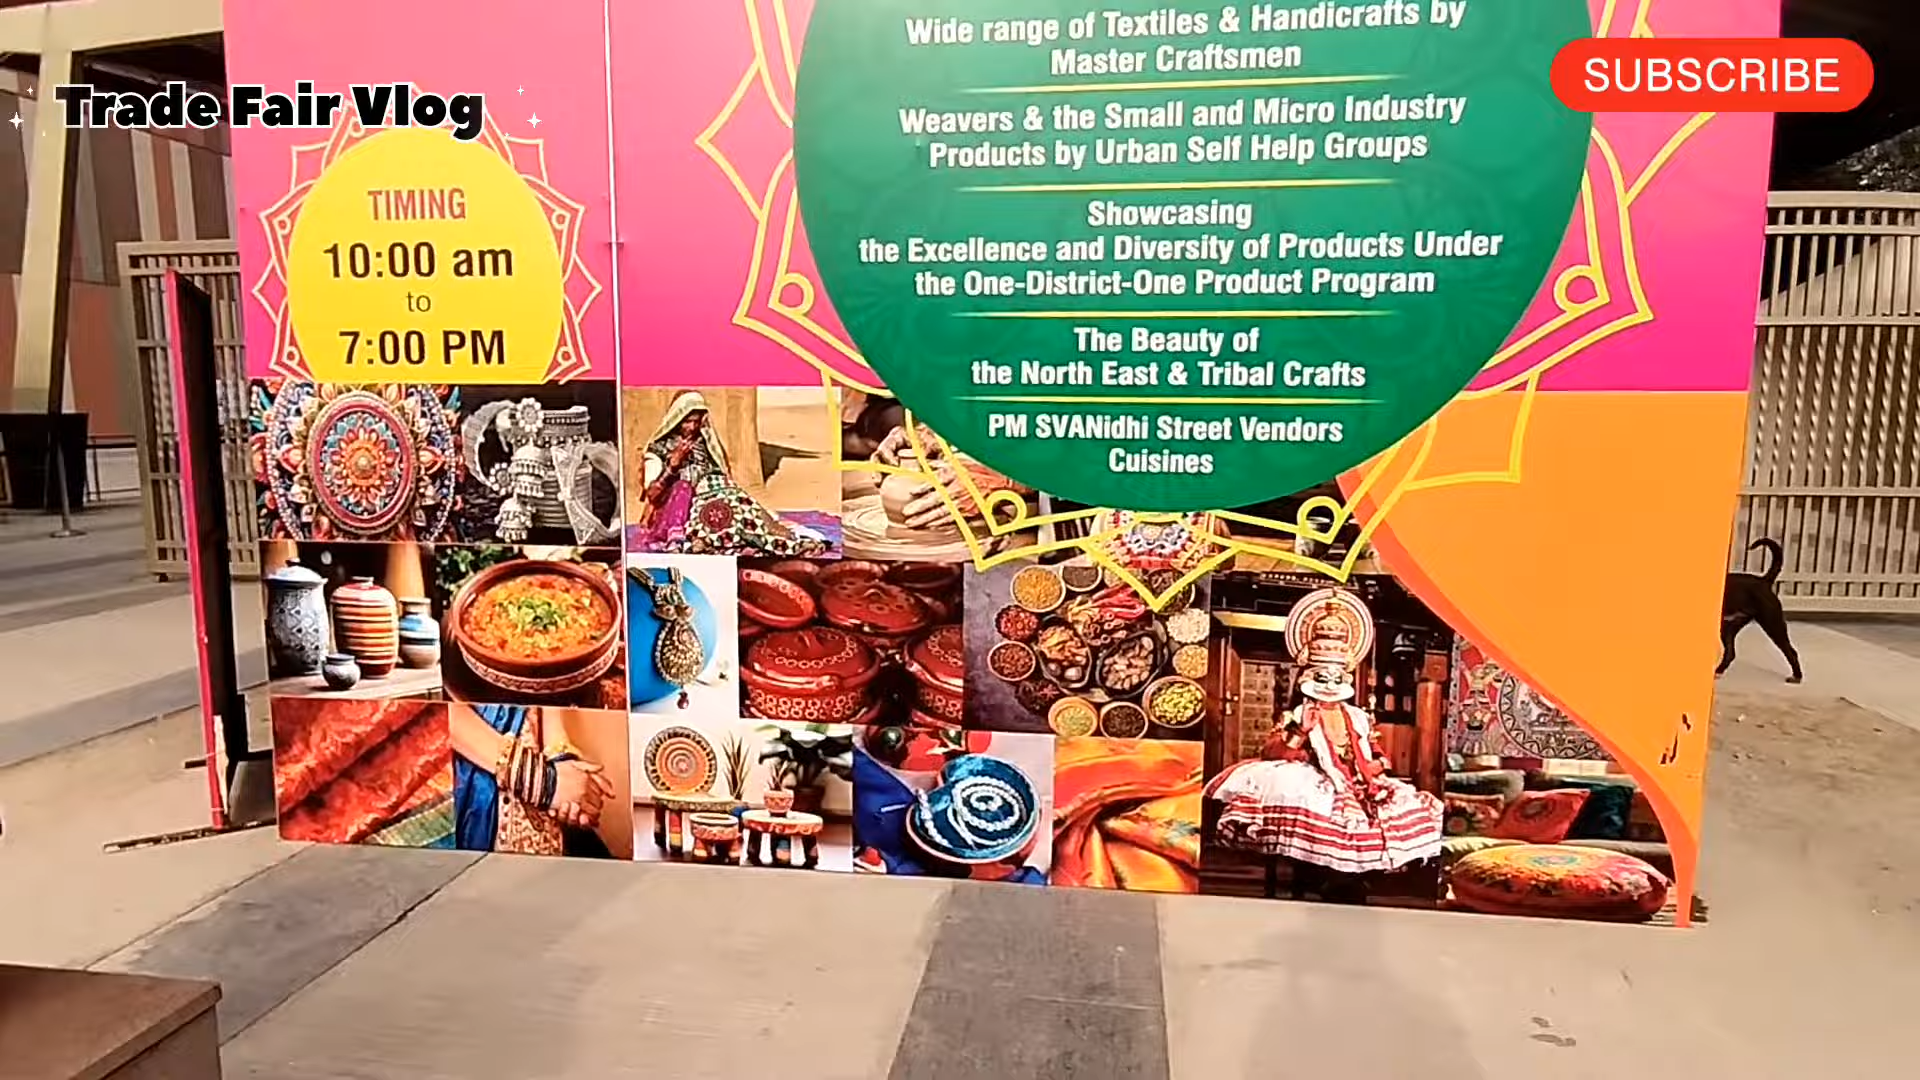 Trade Fair Vlog
SUBSCRIBE
TIMING
10:00 am
to
7:00 PM
Wide range of Textiles & Handicrafts by
Master Craftsmen
Weavers & the Small and Micro Industry
Products by Urban Self Help Groups
Showcasing
the Excellence and Diversity of Products Under
the One-District-One Product Program
The Beauty of
the North East & Tribal Crafts
PM SVANidhi Street Vendors
Cuisines